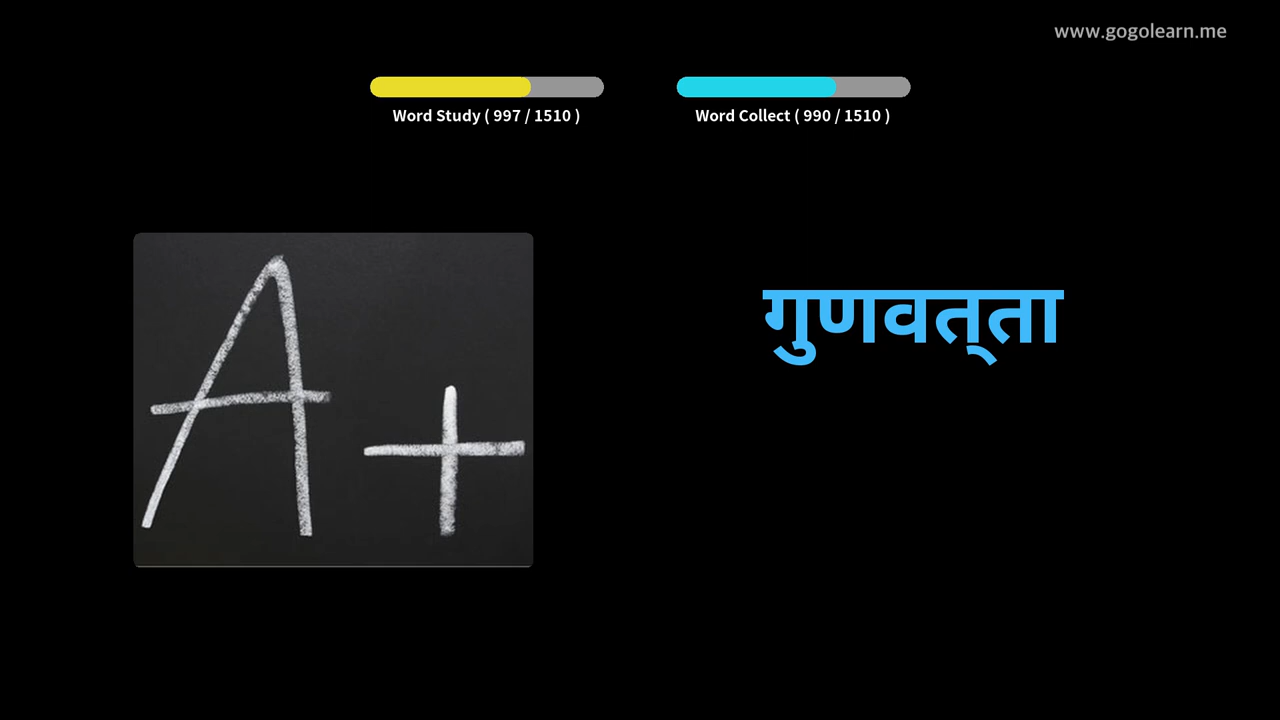 www.gogolearn.me
Word Study ( 997 / 1510 )
Word Collect ( 990 / 1510 )
A+
गुणवत्‌ता